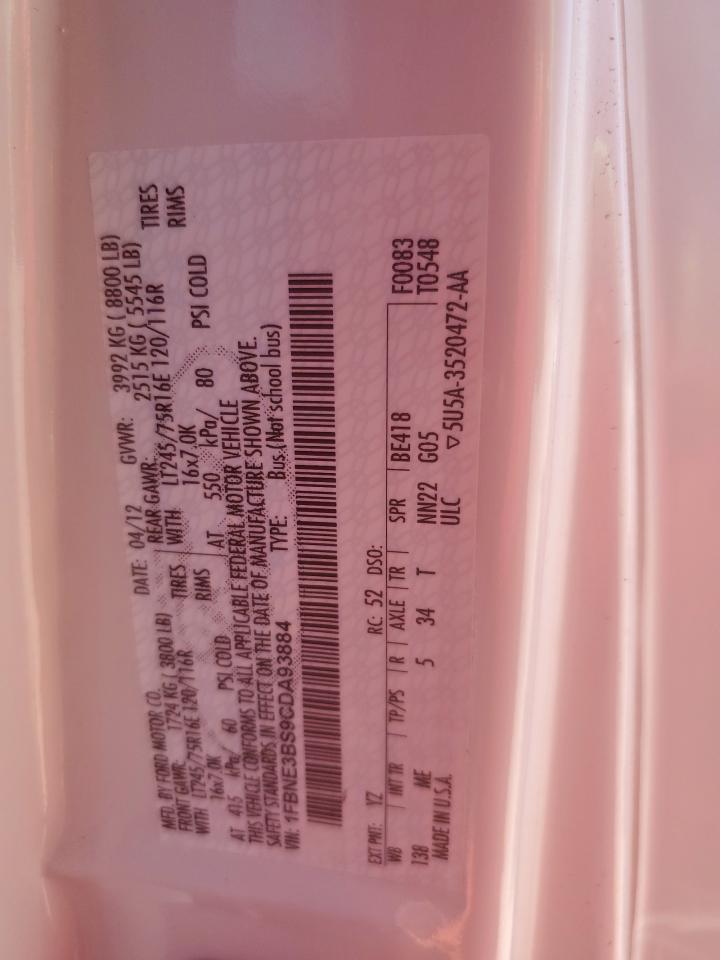 MFD. BY FORD MOTOR CO.
DATE: 04/12 GVWR: 3992 KG ( 8800 LB)
FRONT GAWR: 1724 KG ( 3800 LB) REAR GAWR: 2515 KG ( 5545 LB)
WITH LT245/75R16E 120/116R TIRES WITH LT245/75R16E 120/116R TIRES
16x7.0K RIMS 16x7.0K RIMS
AT 415 kPa/ 60 PSI COLD AT 550 kPa/ 80 PSI COLD
THIS VEHICLE CONFORMS TO ALL APPLICABLE FEDERAL MOTOR VEHICLE
SAFETY STANDARDS IN EFFECT ON THE DATE OF MANUFACTURE SHOWN ABOVE.
VIN: 1FBNE3BS9CDA93884 TYPE: Bus (Not school bus)
EXT PNT: YZ RC: 52 DSO:
WB INT TR TP/PS R AXLE TR SPR BE418 F0083
138 ME 5 34 T NN22 G05 T0548
MADE IN U.S.A. ULC ▽5U5A-3520472-AA